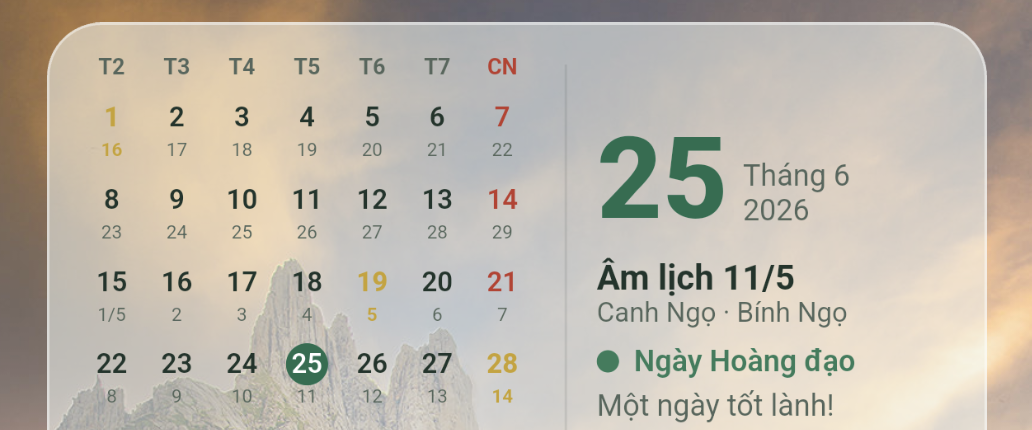 T2 T3 T4 T5 T6 T7 CN
1 2 3 4 5 6 7
16 17 18 19 20 21 22
8 9 10 11 12 13 14
23 24 25 26 27 28 29
15 16 17 18 19 20 21
1/5 2 3 4 5 6 7
22 23 24 25 26 27 28
8 9 10 11 12 13 14
25
Tháng 6
2026
Âm lịch 11/5
Canh Ngọ · Bính Ngọ
Ngày Hoàng đạo
Một ngày tốt lành!